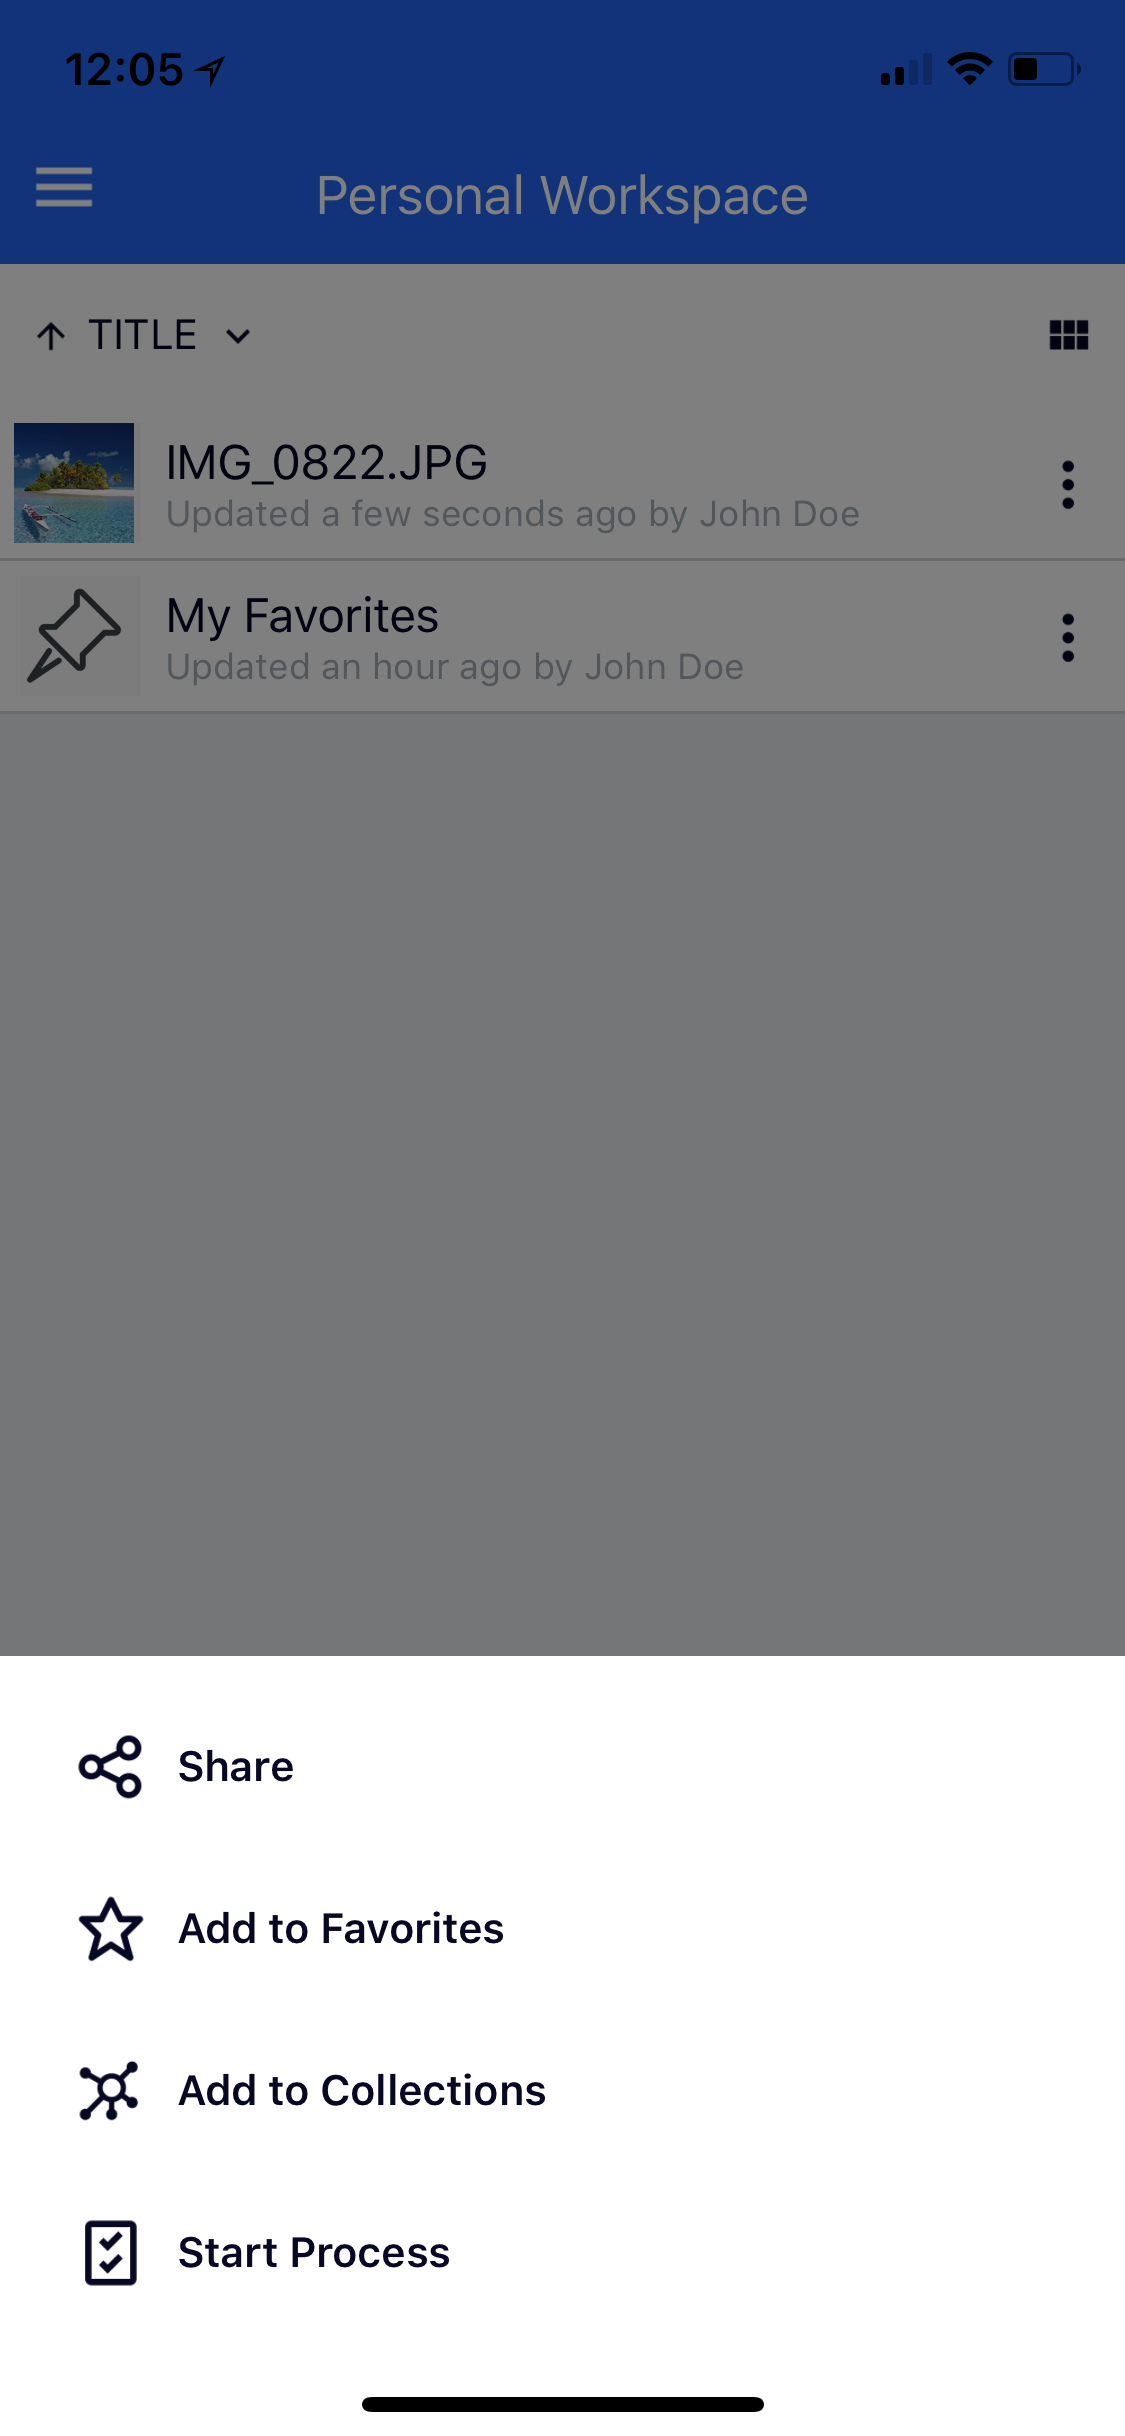 12:05
Personal Workspace
TITLE
IMG_0822.JPG
Updated a few seconds ago by John Doe
My Favorites
Updated an hour ago by John Doe
Share
Add to Favorites
Add to Collections
Start Process